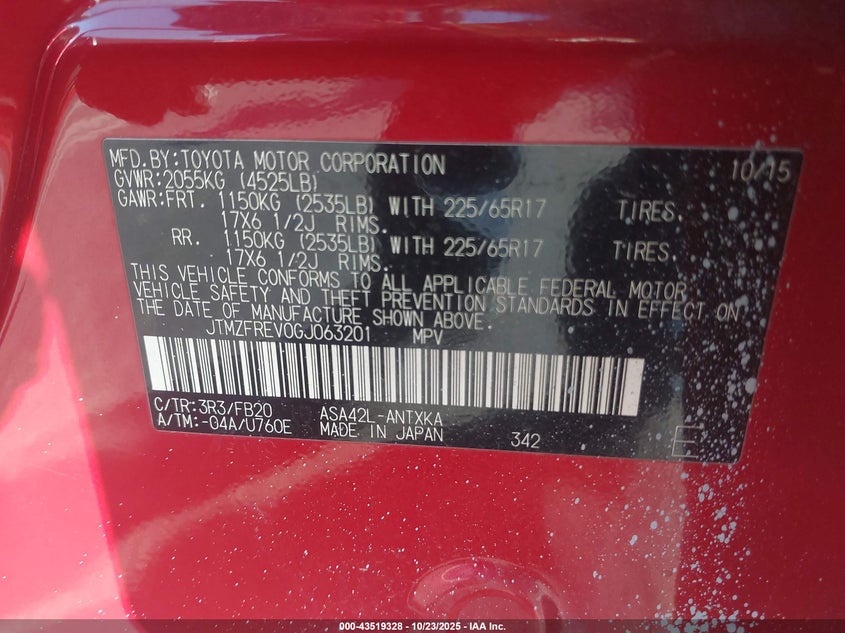 MFD.BY:TOYOTA MOTOR CORPORATION 10/15
GVWR:2055KG (4525LB)
GAWR:FRT. 1150KG (2535LB) WITH 225/65R17 TIRES.
17X6 1/2J RIMS.
RR. 1150KG (2535LB) WITH 225/65R17 TIRES.
17X6 1/2J RIMS.
THIS VEHICLE CONFORMS TO ALL APPLICABLE FEDERAL MOTOR
VEHICLE SAFETY AND THEFT PREVENTION STANDARDS IN EFFECT ON
THE DATE OF MANUFACTURE SHOWN ABOVE.
JTMZFREV0GJ063201 MPV
C/TR:3R3/FB20 ASA42L-ANTXKA
A/TM:-04A/U760E MADE IN JAPAN 342 E
000-43519328 - 10/23/2025 - IAA Inc.